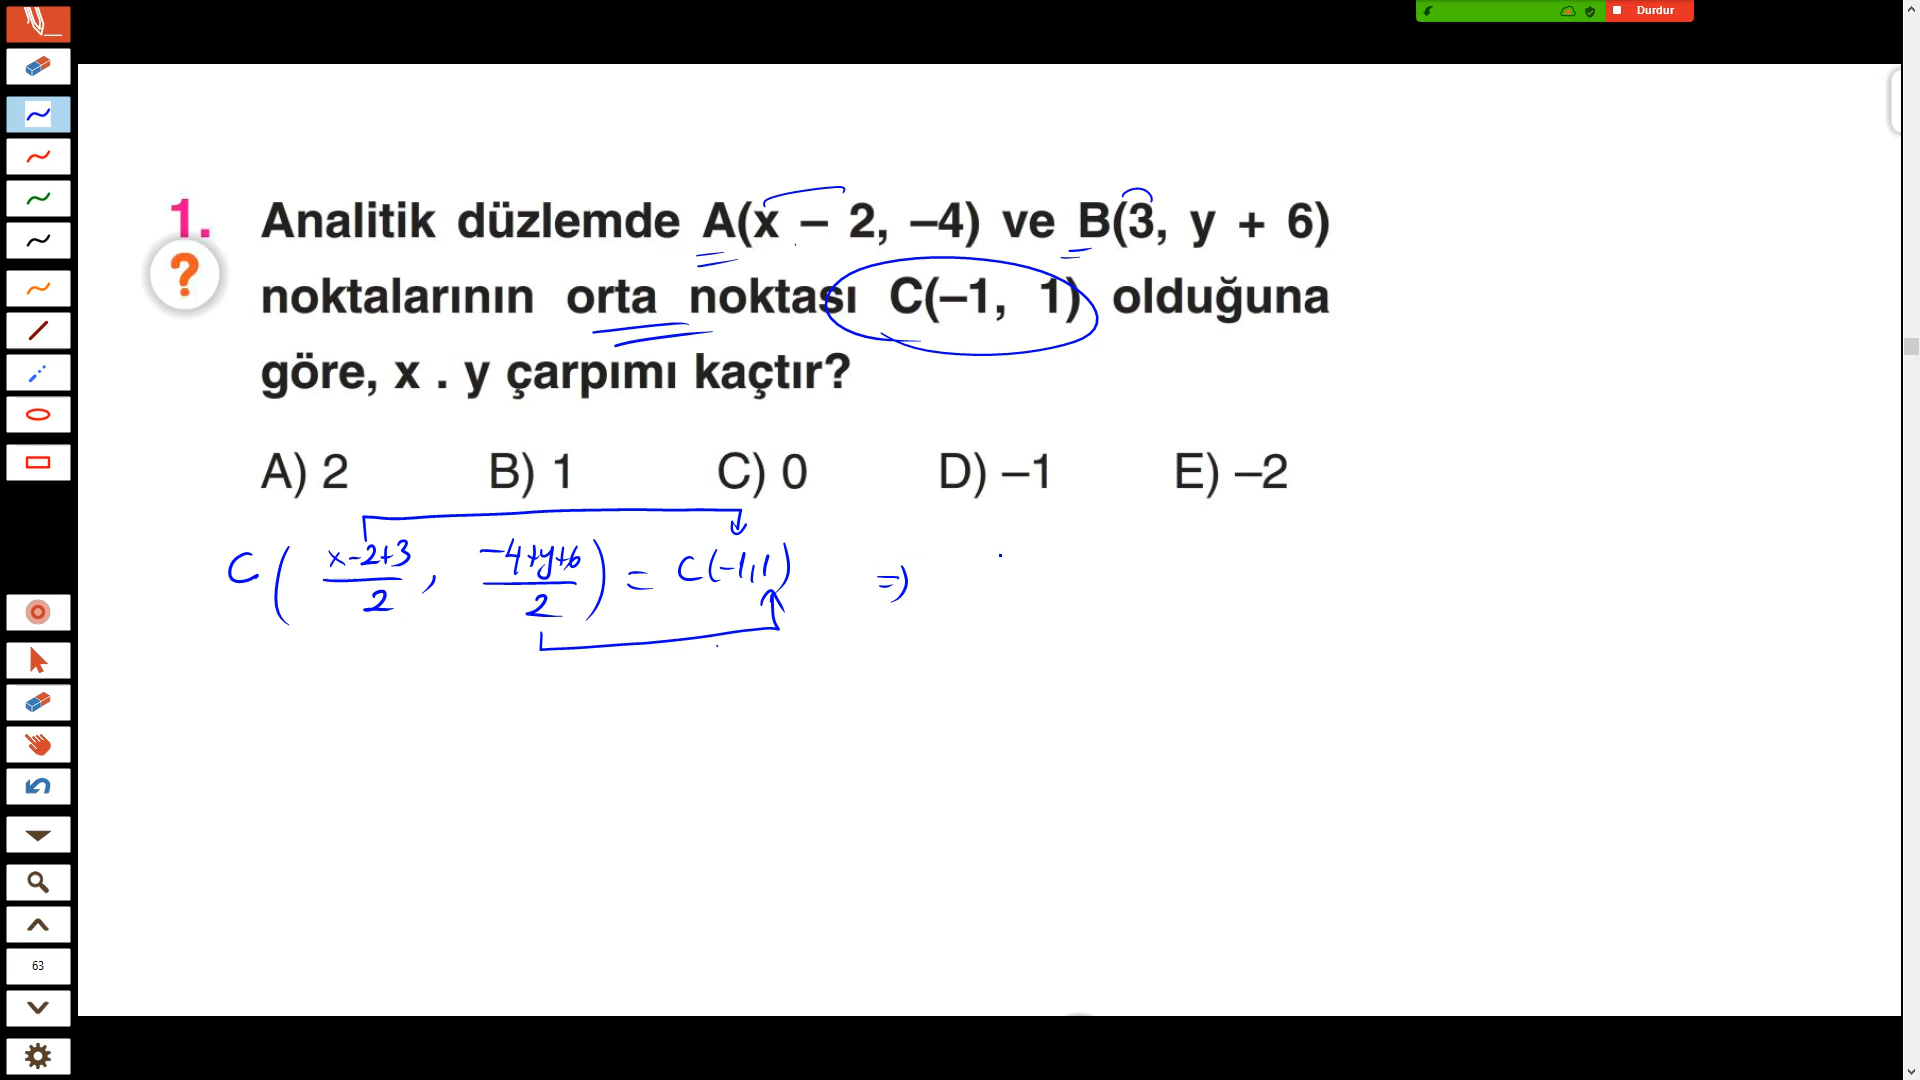 Durdur
1. Analitik düzlemde A(x – 2, –4) ve B(3, y + 6)
? noktalarının orta noktası C(–1, 1) olduğuna
göre, x . y çarpımı kaçtır?
A) 2 B) 1 C) 0 D) –1 E) –2
C ( x-2+3 / 2 , -4+y+6 / 2 ) = C(-1,1) =>
63